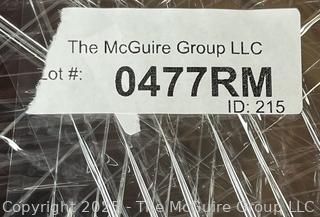 The McGuire Group LLC
Lot #: 0477RM
ID: 215
Copyright 2025 - The McGuire Group LLC